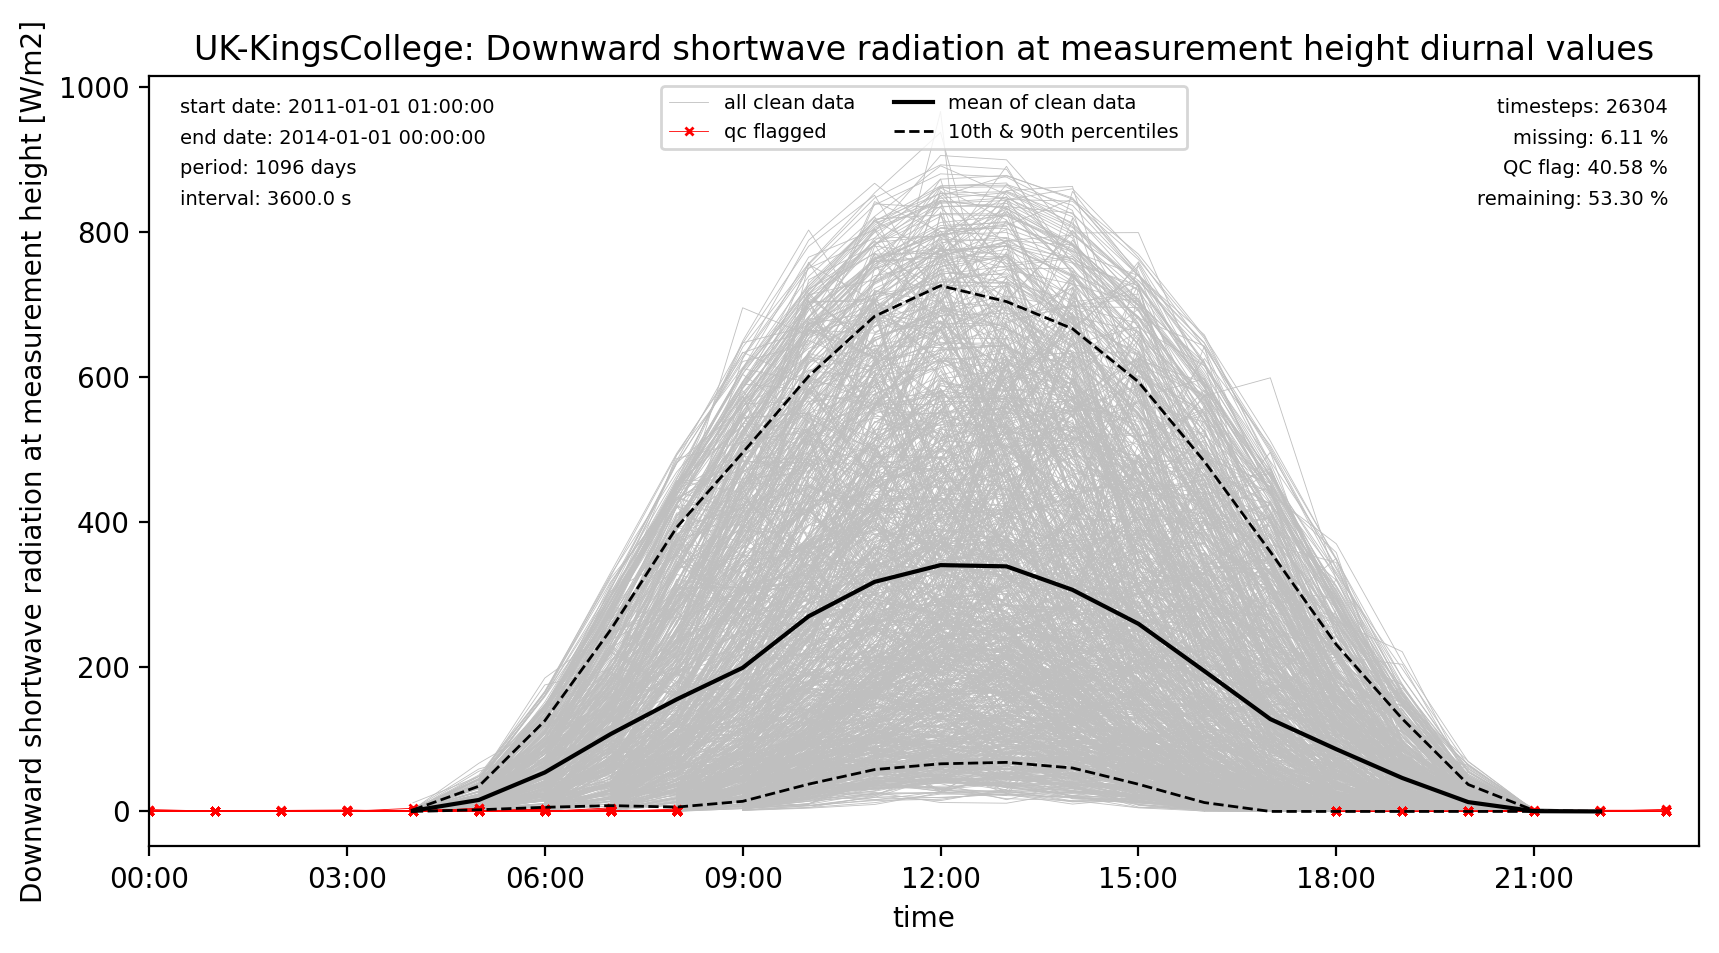 UK-KingsCollege: Downward shortwave radiation at measurement height diurnal values
Downward shortwave radiation at measurement height [W/m2]
1000
800
600
400
200
0
start date: 2011-01-01 01:00:00
end date: 2014-01-01 00:00:00
period: 1096 days
interval: 3600.0 s
all clean data
qc flagged
mean of clean data
10th & 90th percentiles
timesteps: 26304
missing: 6.11 %
QC flag: 40.58 %
remaining: 53.30 %
00:00 03:00 06:00 09:00 12:00 15:00 18:00 21:00
time